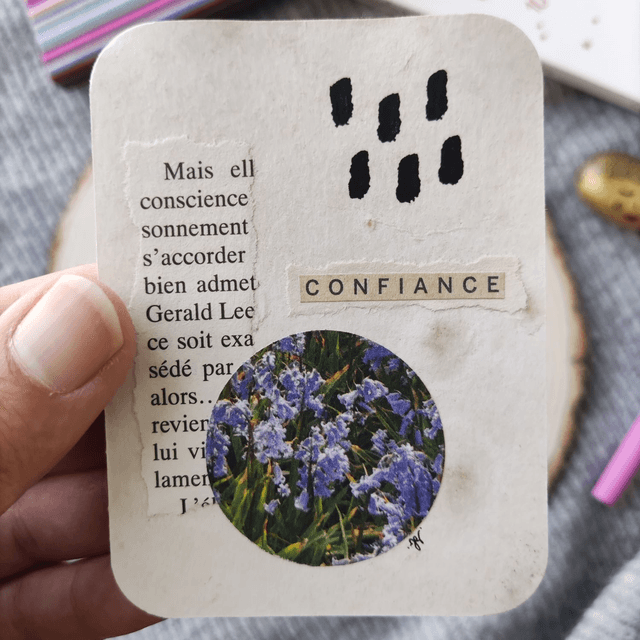 Mais ell
conscience
sonnement
s'accorder
bien admet
Gerald Lee
ce soit exa
sédé par
alors..
revien
lui vi
lamen
J'é
CONFIANCE